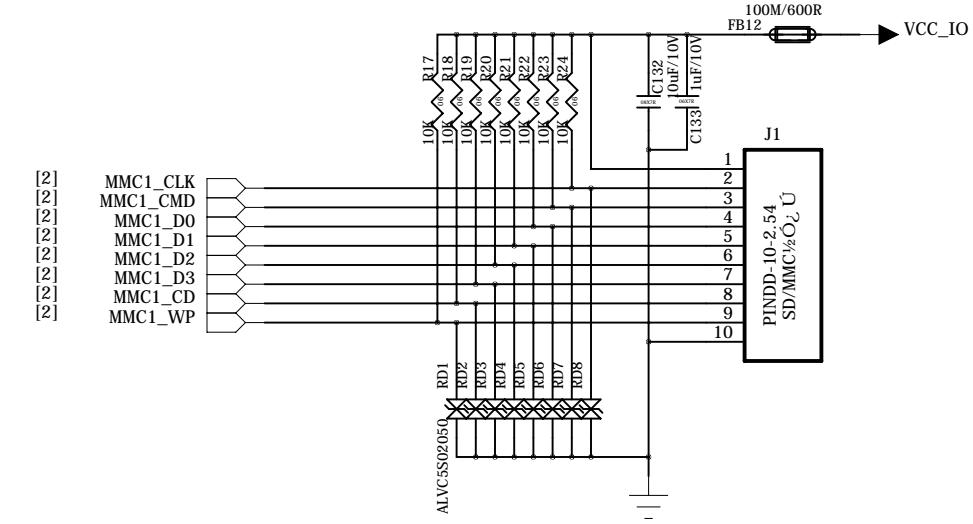 100M/600R
FB12
VCC_IO
R17
R18
R19
R20
R21
R22
R23
R24
10K
10K
10K
10K
10K
10K
10K
10K
C132
10uF/10V
1uF/10V
C133
J1
1
2
3
4
5
6
7
8
9
10
PINDD-10-2.54
SD/MMC½Ó¿Ú
[2] MMC1_CLK
[2] MMC1_CMD
[2] MMC1_D0
[2] MMC1_D1
[2] MMC1_D2
[2] MMC1_D3
[2] MMC1_CD
[2] MMC1_WP
RD1
RD2
RD3
RD4
RD5
RD6
RD7
RD8
ALVC5S02050